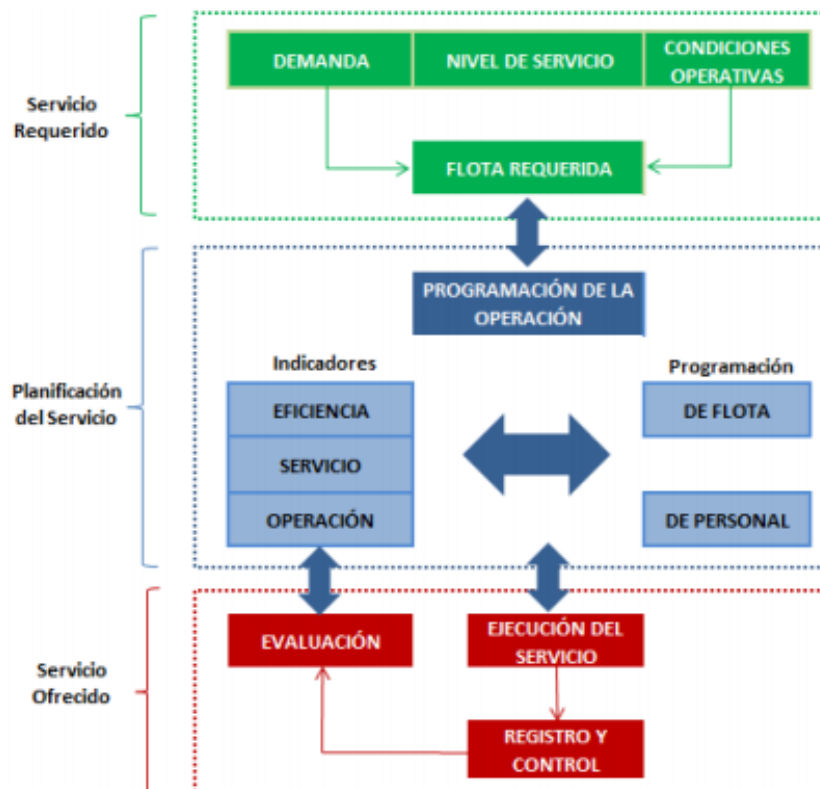 DEMANDA
NIVEL DE SERVICIO
CONDICIONES
OPERATIVAS
Servicio
Requerido
FLOTA REQUERIDA
PROGRAMACIÓN DE LA
OPERACIÓN
Indicadores
Programación
Planificación
del Servicio
EFICIENCIA
DE FLOTA
SERVICIO
OPERACIÓN
DE PERSONAL
EVALUACIÓN
EJECUCIÓN DEL
SERVICIO
Servicio
Ofrecido
REGISTRO Y
CONTROL